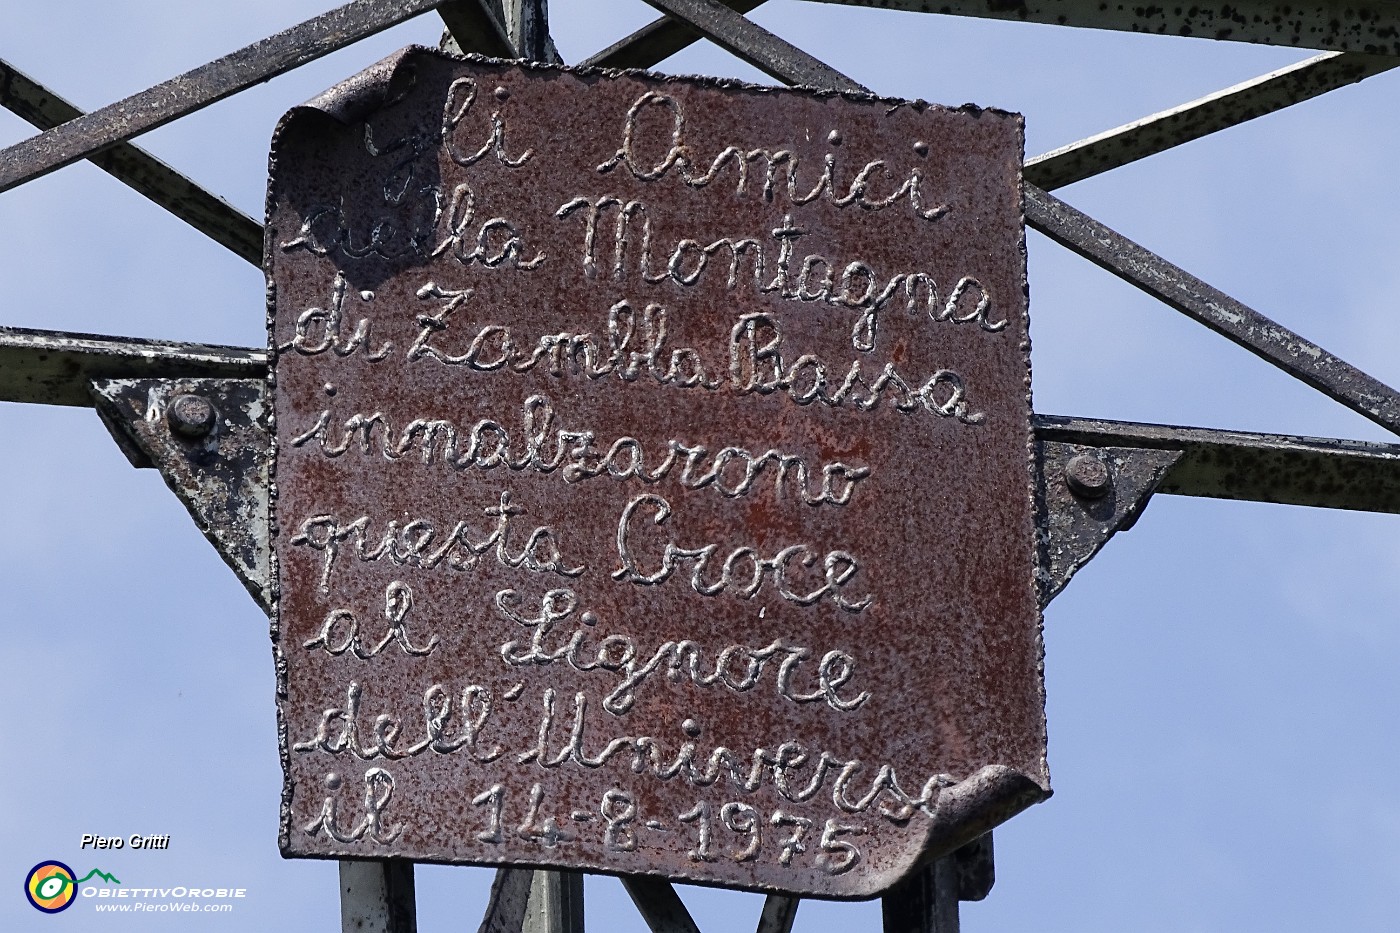 gli Amici
della Montagna
di Zambla Bassa
innalzarono
questa Croce
al Signore
dell'Universo
il 14-8-1975
Piero Gritti
ObiettivOrobie
www.PieroWeb.com